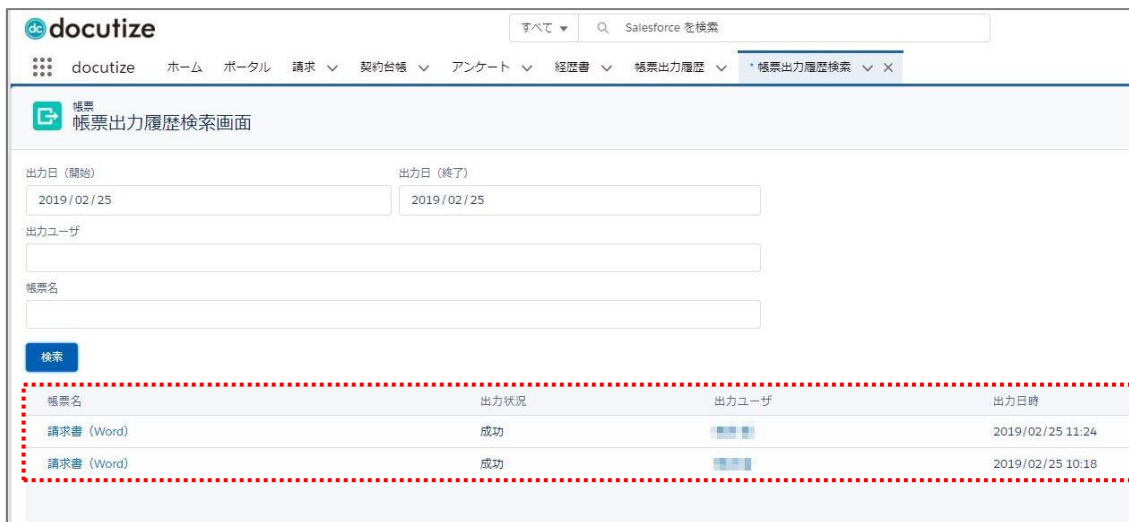 dc docutize すべて Salesforce を検索
docutize ホーム ポータル 請求 契約台帳 アンケート 経歴書 帳票出力履歴 * 帳票出力履歴検索
帳票
帳票出力履歴検索画面
出力日（開始） 出力日（終了）
2019/02/25 2019/02/25
出力ユーザ
帳票名
検索
帳票名 出力状況 出力ユーザ 出力日時
請求書（Word） 成功 2019/02/25 11:24
請求書（Word） 成功 2019/02/25 10:18